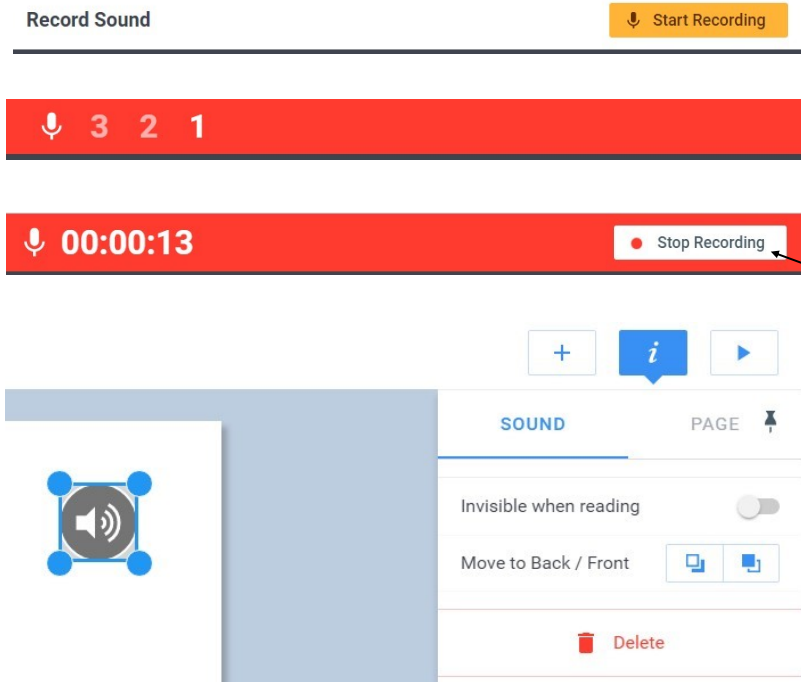 Record Sound Start Recording
3 2 1
00:00:13 Stop Recording
i
SOUND PAGE
Invisible when reading
Move to Back / Front
Delete